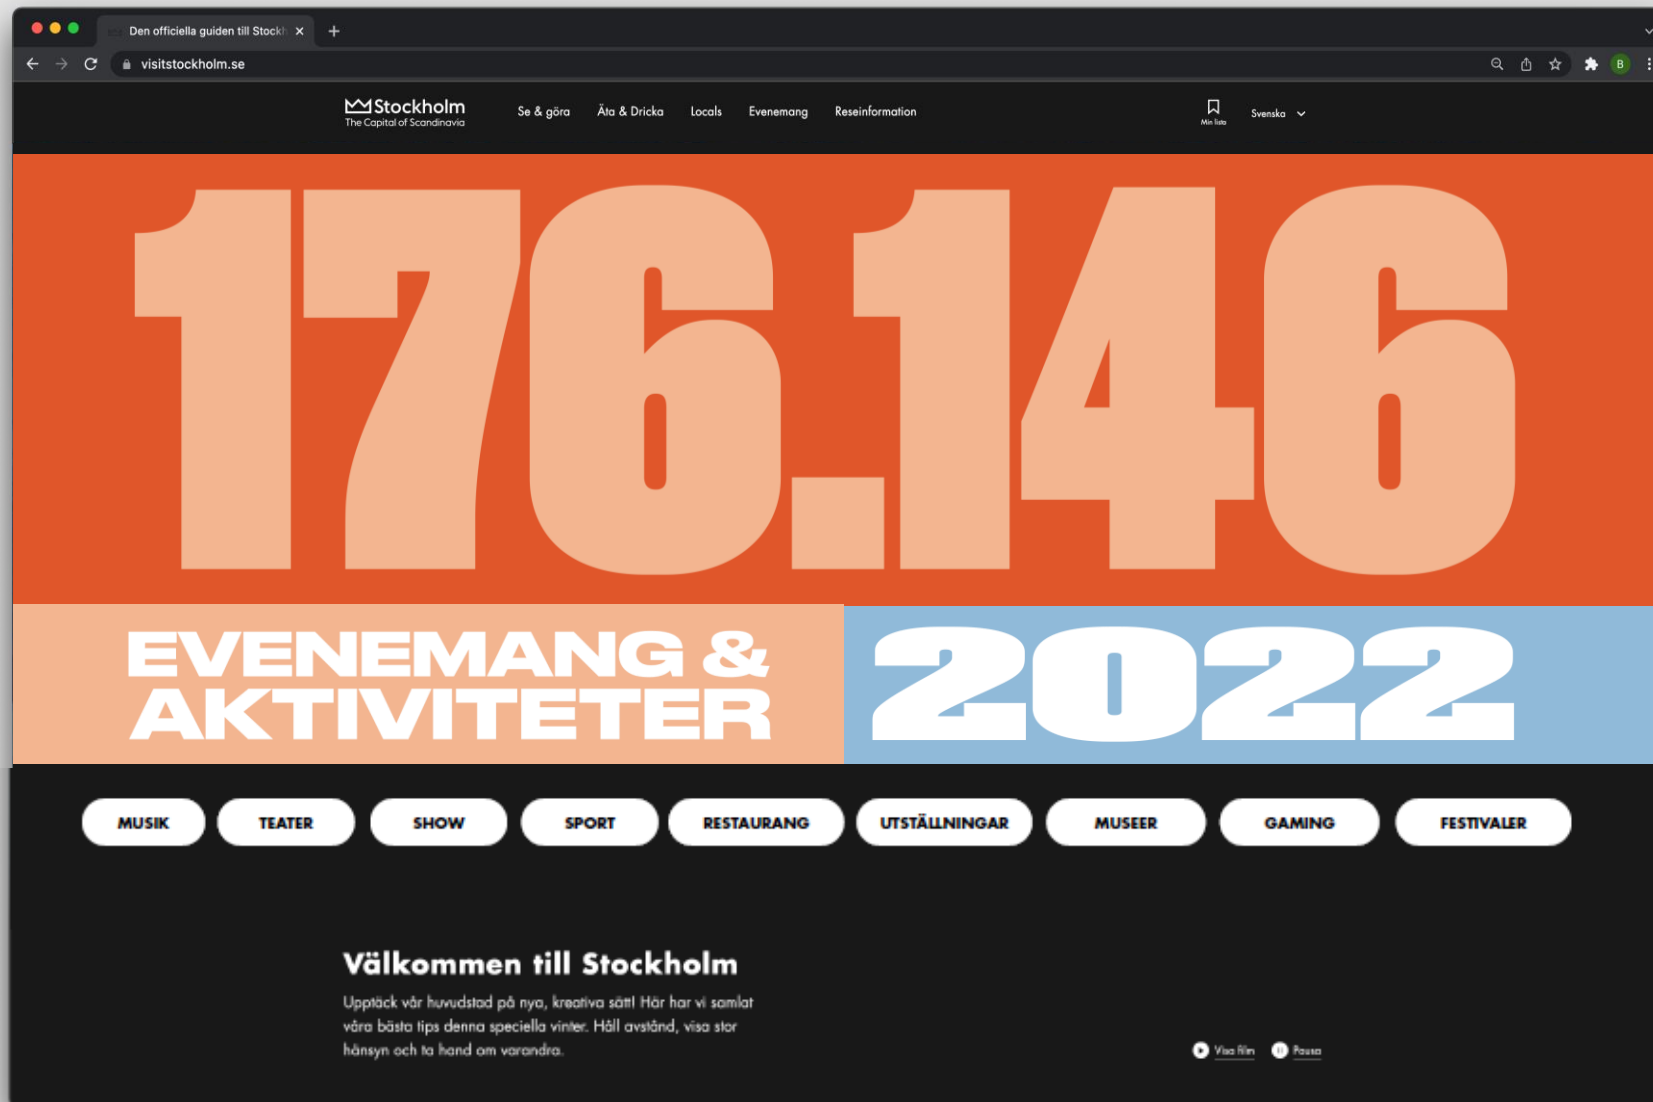 Den officiella guiden till Stockh
visitstockholm.se
B
Stockholm
The Capital of Scandinavia
Se & göra
Äta & Dricka
Locals
Evenemang
Reseinformation
Min lista
Svenska
176.146
EVENEMANG &
AKTIVITETER
2022
MUSIK
TEATER
SHOW
SPORT
RESTAURANG
UTSTÄLLNINGAR
MUSEER
GAMING
FESTIVALER
Välkommen till Stockholm
Upptäck vår huvudstad på nya, kreativa sätt! Här har vi samlat
våra bästa tips denna speciella vinter. Håll avstånd, visa stor
hänsyn och ta hand om varandra.
Visa film
Pausa